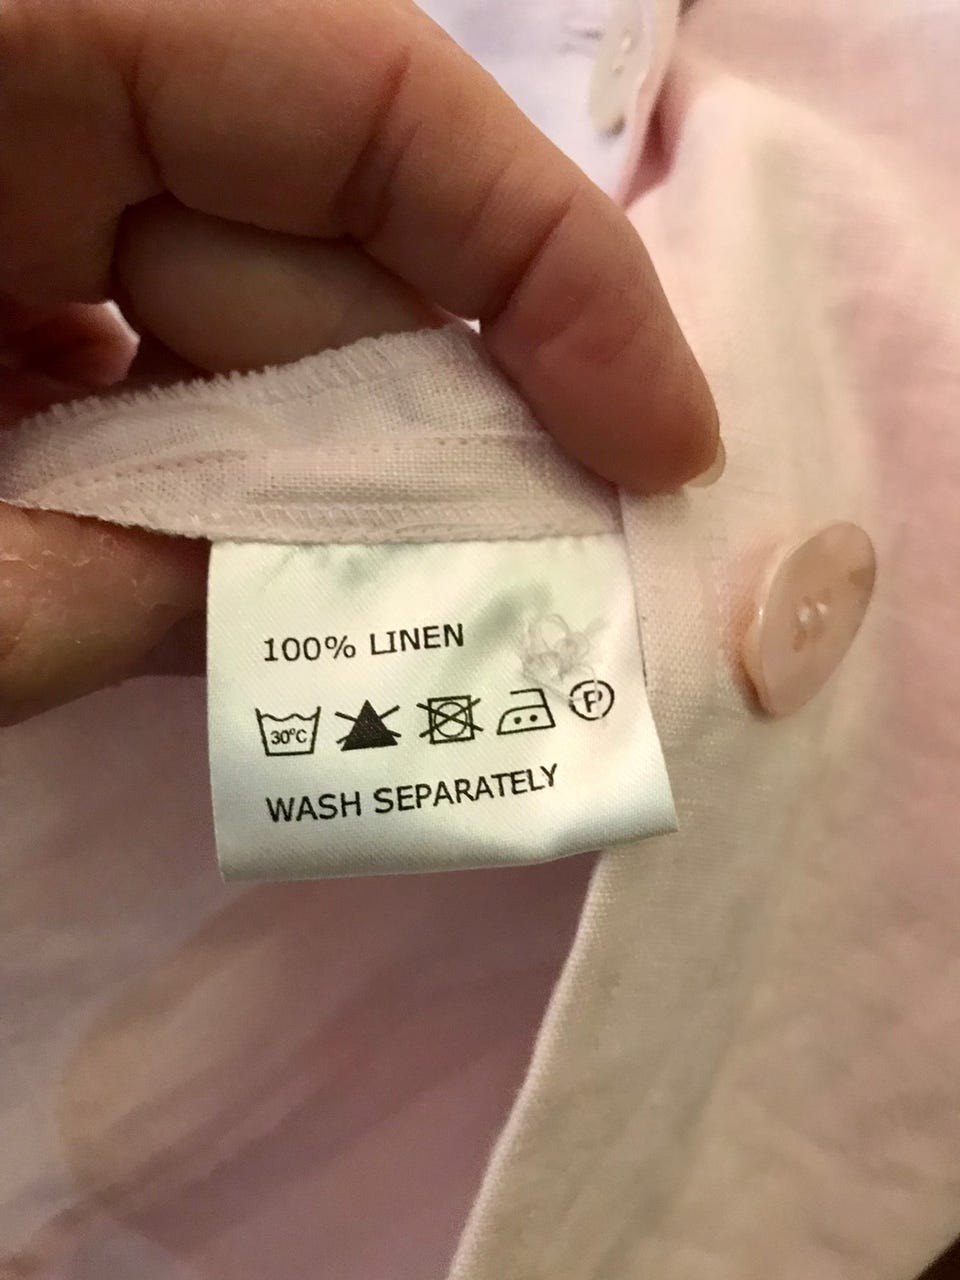 100% LINEN
30°C P
WASH SEPARATELY